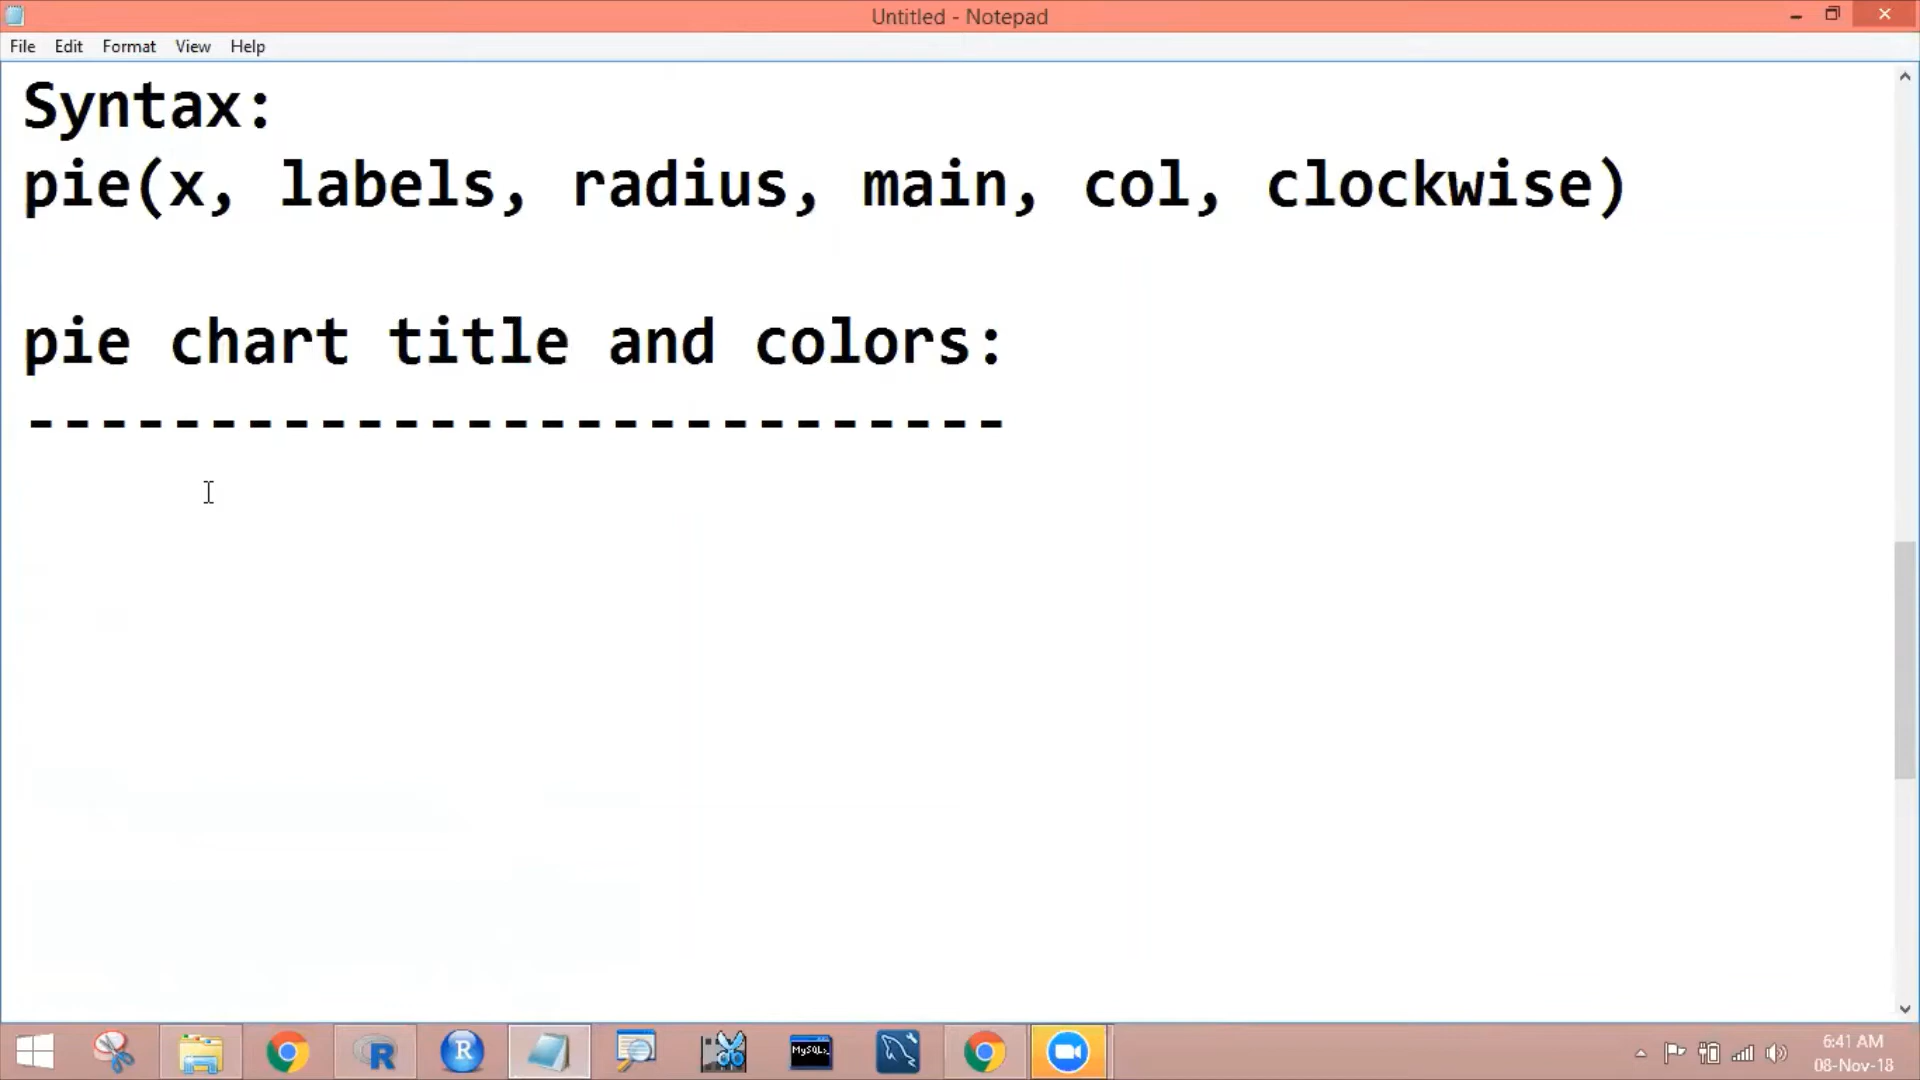 Untitled - Notepad
File Edit Format View Help
Syntax:
pie(x, labels, radius, main, col, clockwise)
pie chart title and colors:
---------------------------
R
R
MySQL
6:41 AM
08-Nov-18